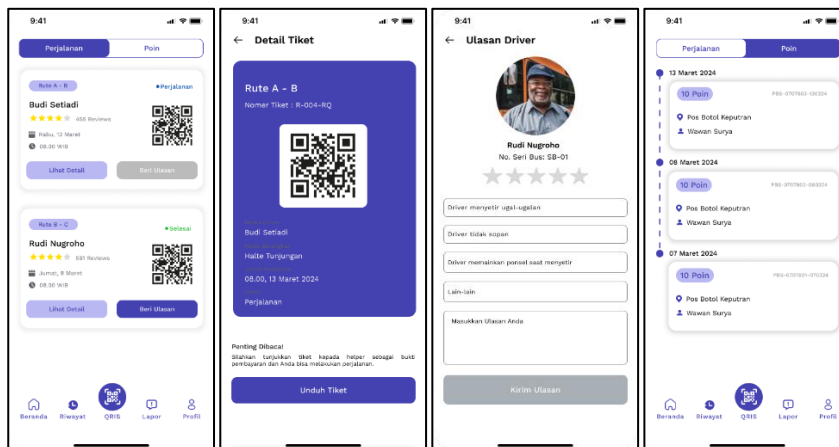 9:41
Perjalanan
Poin
Rute A - B
Perjalanan
Budi Setiadi
456 Reviews
Rabu, 13 Maret
08.00 WIB
Lihat Detail
Beri Ulasan
Rute B - C
Selesai
Rudi Nugroho
581 Reviews
Jumat, 8 Maret
08.00 WIB
Lihat Detail
Beri Ulasan
Beranda
Riwayat
QRIS
Lapor
Profil
9:41
Detail Tiket
Rute A - B
Nomer Tiket : R-004-RQ
Budi Setiadi
Halte Tunjungan
08.00, 13 Maret 2024
Perjalanan
Penting Dibaca!
Silahkan tunjukkan tiket kepada helper sebagai bukti
pembayaran dan Anda bisa melakukan perjalanan.
Unduh Tiket
9:41
Ulasan Driver
Rudi Nugroho
No. Seri Bus: SB-01
Driver menyetir ugal-ugalan
Driver tidak sopan
Driver memainkan ponsel saat menyetir
Lain-lain
Masukkan Ulasan Anda
Kirim Ulasan
9:41
Perjalanan
Poin
13 Maret 2024
10 Poin
Pos Botol Keputran
Wawan Surya
08 Maret 2024
10 Poin
Pos Botol Keputran
Wawan Surya
07 Maret 2024
10 Poin
Pos Botol Keputran
Wawan Surya
Beranda
Riwayat
QRIS
Lapor
Profil